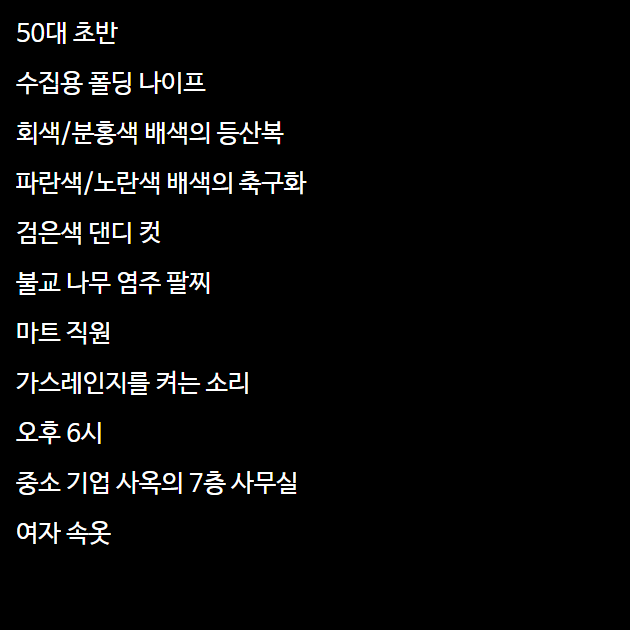 50대 초반
수집용 폴딩 나이프
회색/분홍색 배색의 등산복
파란색/노란색 배색의 축구화
검은색 댄디 컷
불교 나무 염주 팔찌
마트 직원
가스레인지를 켜는 소리
오후 6시
중소 기업 사옥의 7층 사무실
여자 속옷